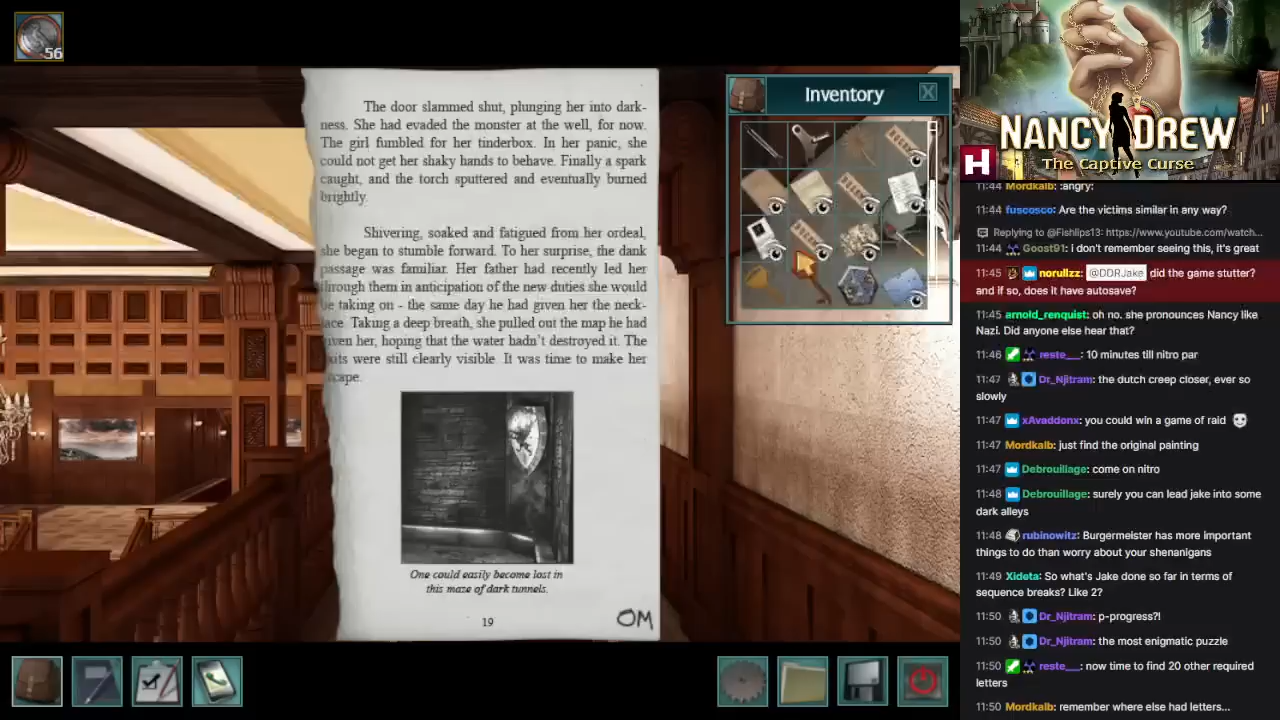 56
The door slammed shut, plunging her into dark-
ness. She had evaded the monster at the well, for now.
The girl fumbled for her tinderbox. In her panic, she
could not get her shaky hands to behave. Finally a spark
caught, and the torch sputtered and eventually burned
brightly.
Shivering, soaked and fatigued from her ordeal,
she began to stumble forward. To her surprise, the dank
passage was familiar. Her father had recently led her
through them in anticipation of the new duties she would
be taking on - the same day he had given her the neck-
lace. Taking a deep breath, she pulled out the map he had
given her, hoping that the water hadn't destroyed it. The
were still clearly visible. It was time to make her
escape.
One could easily become lost in
this maze of dark tunnels.
19
OM
Inventory
X
NANCY DREW
The Captive Curse
H
11:44 Mordkalb: :angry:
11:47 fuscosco: Are the victims similar in any way?
Replying to @Fishlips13: https://www.youtube.com/watch...
11:44 Goost91: i don't remember seeing this, it's great
11:45 norullzz: @DDRJake did the game stutter?
and if so, does it have autosave?
11:45 arnold_renquist: oh no. she pronounces Nancy like
Nazi. Did anyone else hear that?
11:46 reste___: 10 minutes till nitro par
11:47 Dr_Njitram: the dutch creep closer, ever so
slowly
11:47 xAvaddonx: you could win a game of raid
11:47 Mordkalb: just find the original painting
11:47 Debrouillage: come on nitro
11:48 Debrouillage: surely you can lead jake into some
dark alleys
11:48 rubinowitz: Burgermeister has more important
things to do than worry about your shenanigans
11:49 Xideta: So what's Jake done so far in terms of
sequence breaks? Like 2?
11:50 Dr_Njitram: p-progress?!
11:50 Dr_Njitram: the most enigmatic puzzle
11:50 reste___: now time to find 20 other required
letters
11:50 Mordkalb: remember where else had letters...